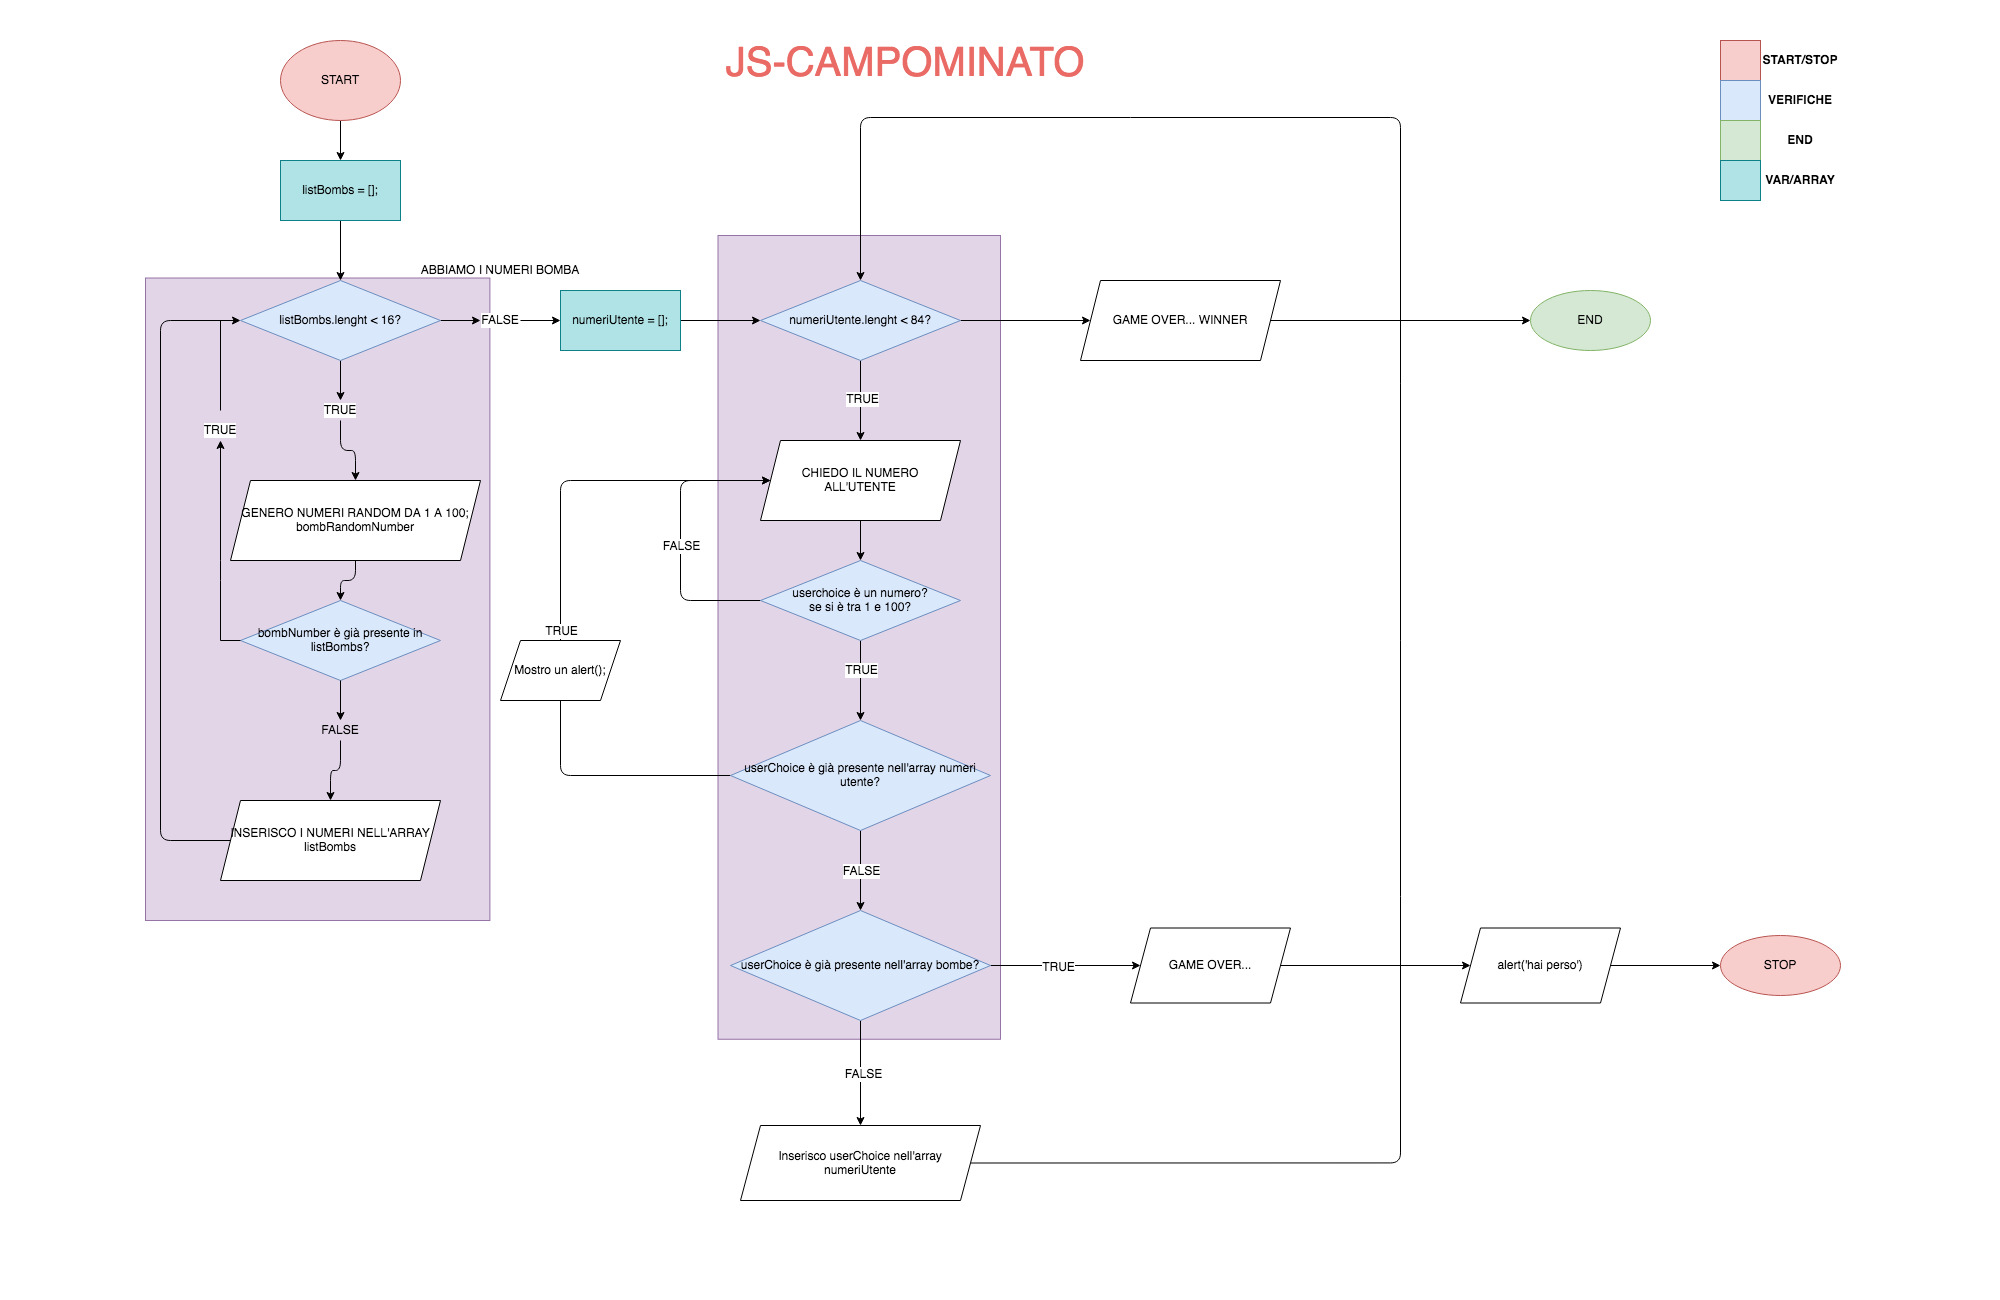 JS-CAMPOMINATO
START
START/STOP
VERIFICHE
END
VAR/ARRAY
listBombs = [];
ABBIAMO I NUMERI BOMBA
listBombs.lenght < 16?
FALSE
numeriUtente = [];
numeriUtente.lenght < 84?
GAME OVER... WINNER
END
TRUE
TRUE
TRUE
CHIEDO IL NUMERO
ALL'UTENTE
GENERO NUMERI RANDOM DA 1 A 100;
bombRandomNumber
FALSE
userchoice è un numero?
se si è tra 1 e 100?
bombNumber è già presente in
listBombs?
TRUE
Mostro un alert();
TRUE
FALSE
userChoice è già presente nell'array numeri
utente?
INSERISCO I NUMERI NELL'ARRAY
listBombs
FALSE
userChoice è già presente nell'array bombe?
TRUE
GAME OVER...
alert('hai perso')
STOP
FALSE
Inserisco userChoice nell'array
numeriUtente